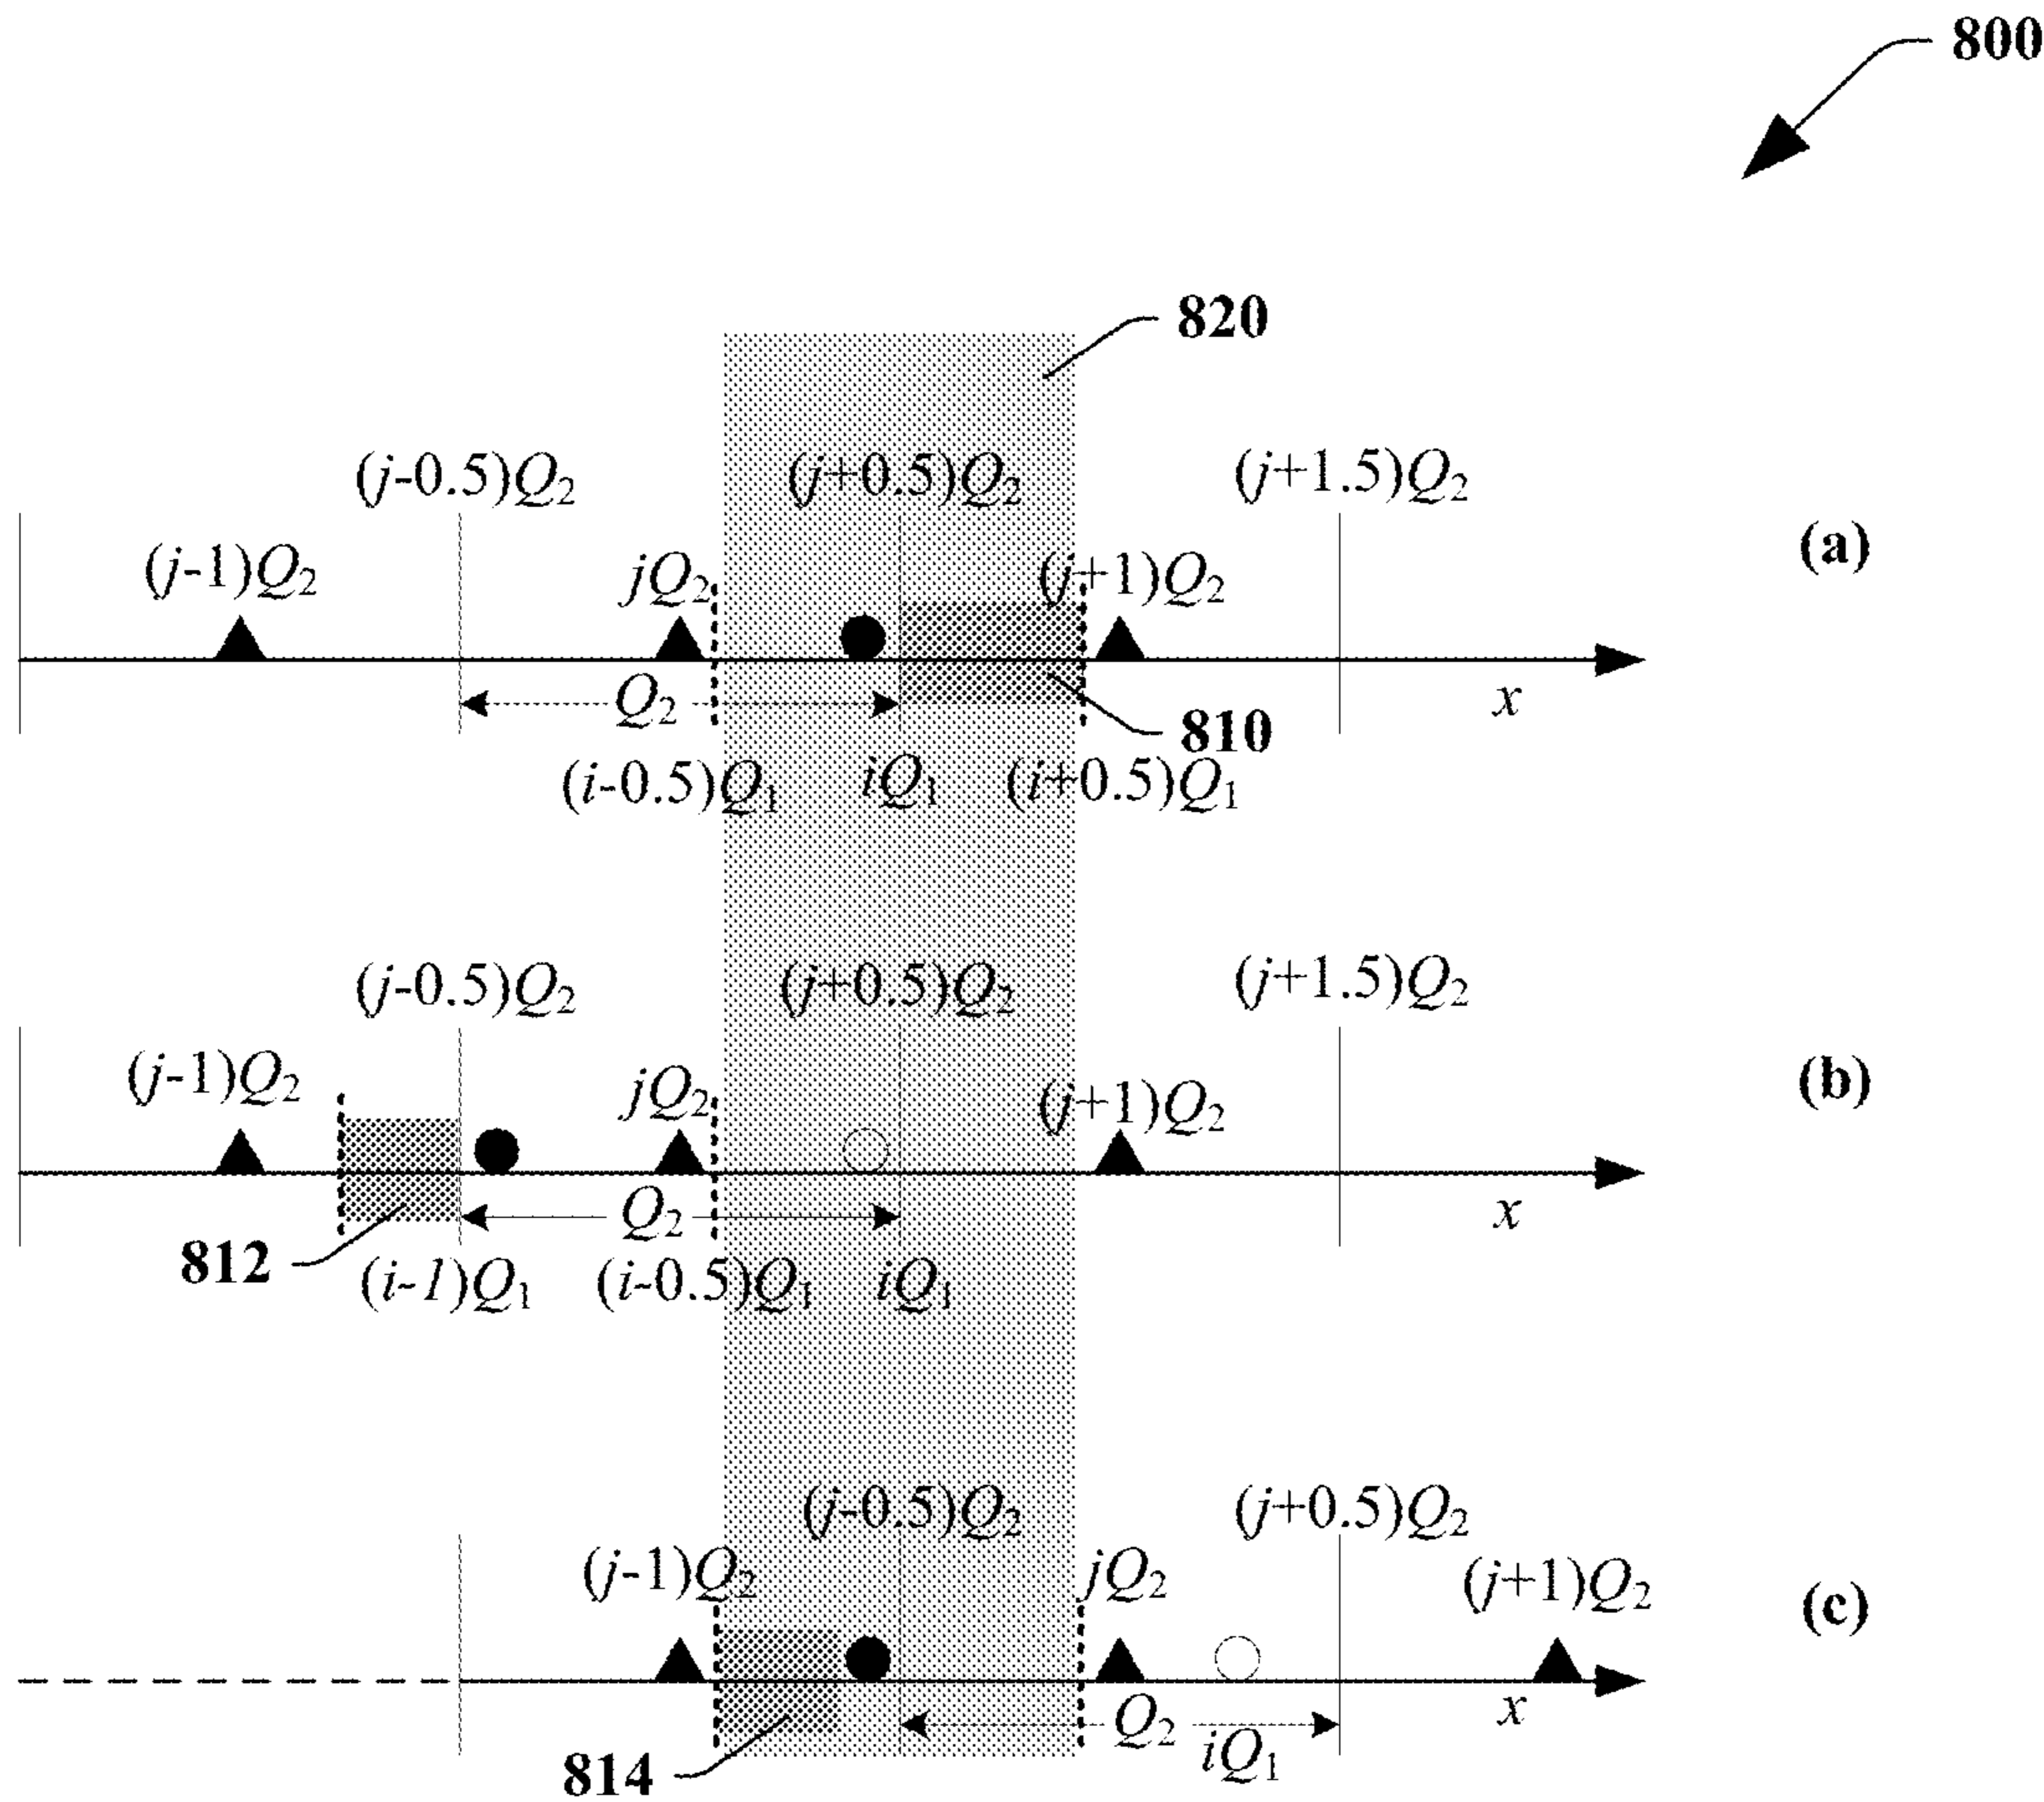 800
820
(j-0.5)Q₂ (j+0.5)Q₂ (j+1.5)Q₂
(a)
(j-1)Q₂ jQ₂ (j+1)Q₂
Q₂ x
810
(i-0.5)Q₁ iQ₁ (i+0.5)Q₁
(j-0.5)Q₂ (j+0.5)Q₂ (j+1.5)Q₂
(j-1)Q₂ jQ₂ (j+1)Q₂ (b)
Q₂ x
812 (i-1)Q₁ (i-0.5)Q₁ iQ₁
(j-0.5)Q₂ (j+0.5)Q₂
(j-1)Q₂ jQ₂ (j+1)Q₂ (c)
Q₂ x
iQ₁
814